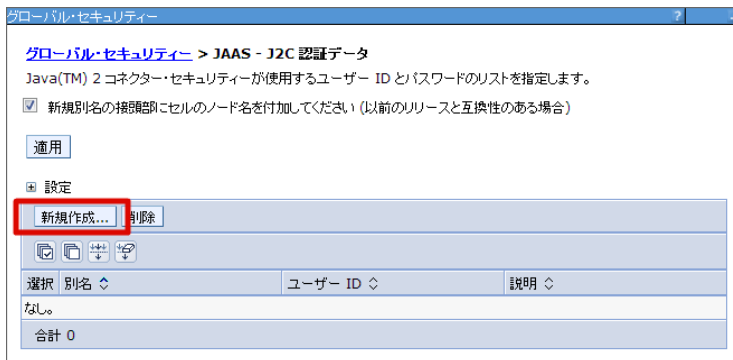 グローバル・セキュリティー ?
グローバル・セキュリティー > JAAS - J2C 認証データ
Java(TM) 2 コネクター・セキュリティーが使用するユーザー ID とパスワードのリストを指定します。
新規別名の接頭部にセルのノード名を付加してください (以前のリリースと互換性のある場合)
適用
設定
新規作成... 削除
選択 別名 ユーザー ID 説明
なし。
合計 0